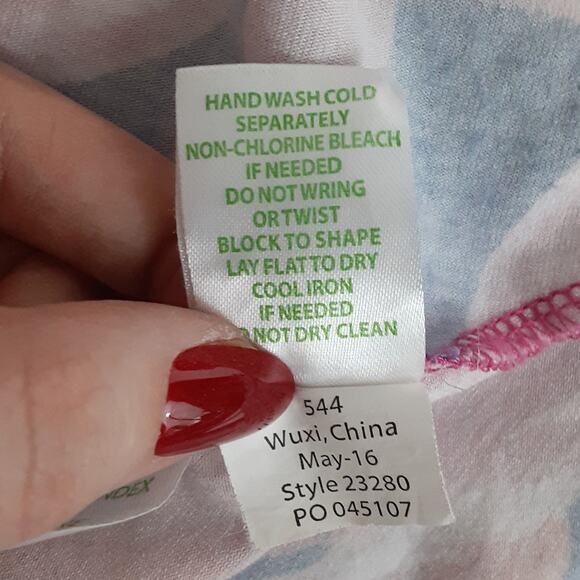 HAND WASH COLD
SEPARATELY
NON-CHLORINE BLEACH
IF NEEDED
DO NOT WRING
OR TWIST
BLOCK TO SHAPE
LAY FLAT TO DRY
COOL IRON
IF NEEDED
NOT DRY CLEAN
544
Wuxi, China
May-16
Style 23280
PO 045107